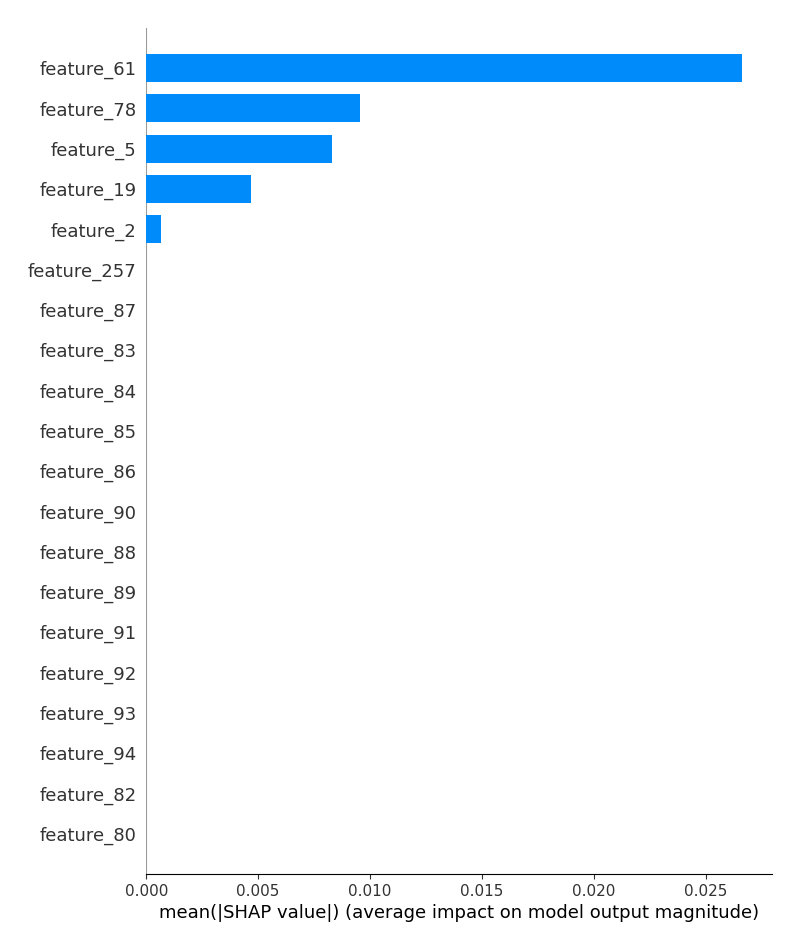 feature_61
feature_78
feature_5
feature_19
feature_2
feature_257
feature_87
feature_83
feature_84
feature_85
feature_86
feature_90
feature_88
feature_89
feature_91
feature_92
feature_93
feature_94
feature_82
feature_80
0.000 0.005 0.010 0.015 0.020 0.025
mean(|SHAP value|) (average impact on model output magnitude)